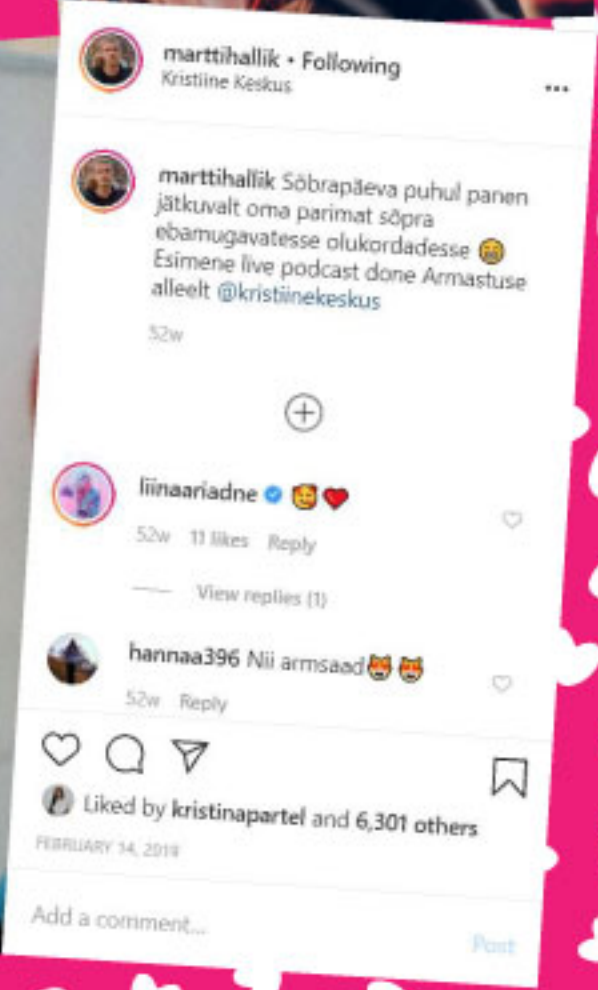 marttihallik • Following
Kristiine Keskus
marttihallik Sõbrapäeva puhul panen
jätkuvalt oma parimat sõpra
ebamugavatesse olukordadesse 😁
Esimene live podcast done Armastuse
alleelt @kristiinekeskus
52w
liinaariadne 🥰❤️
52w 11 likes Reply
View replies (1)
hannaa396 Nii armsaad😻 😻
52w Reply
Liked by kristinapartel and 6,301 others
FEBRUARY 14, 2019
Add a comment...
Post